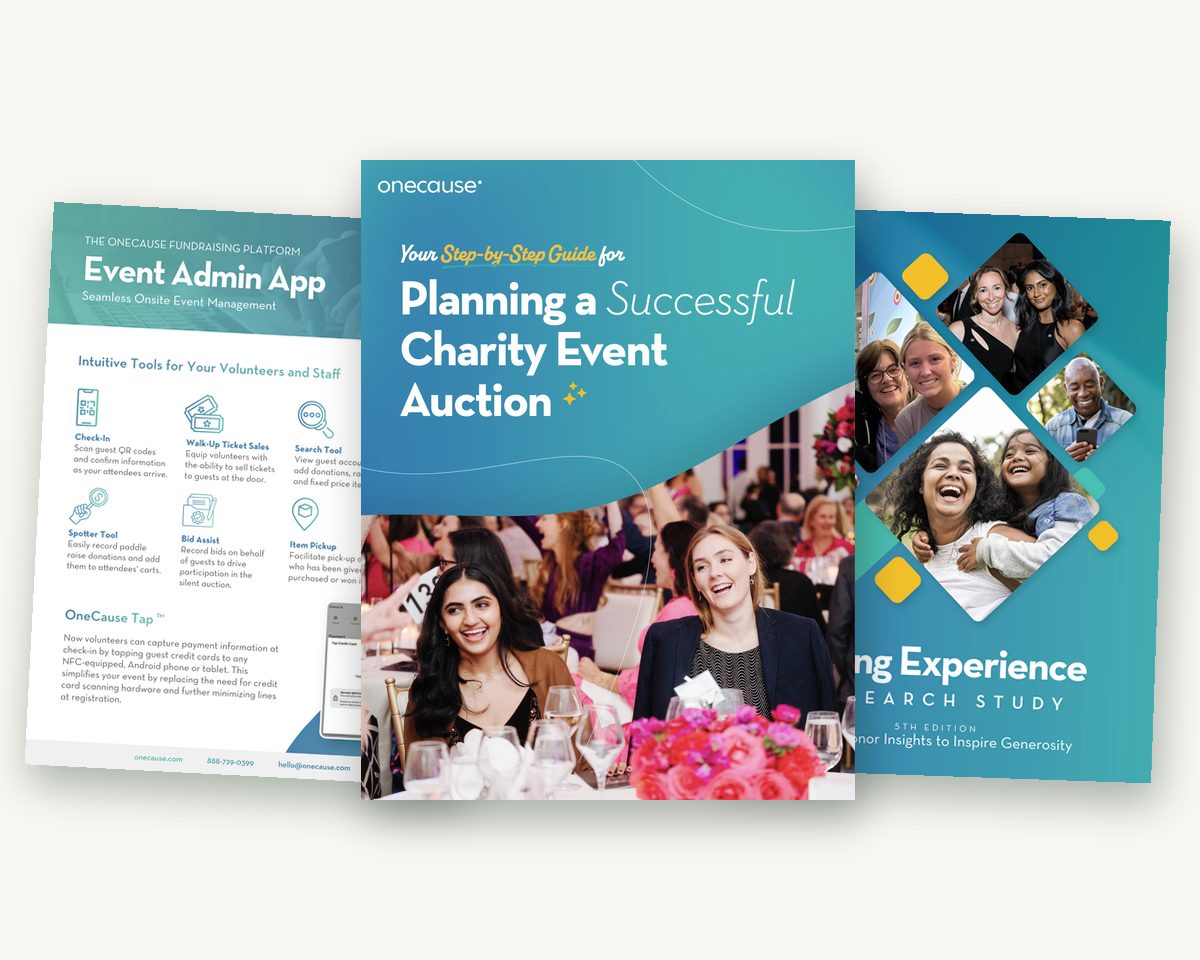 THE ONECAUSE FUNDRAISING PLATFORM
Event Admin App
Seamless Onsite Event Management
Intuitive Tools for Your Volunteers and Staff
Check-In
Scan guest QR codes
and confirm information
as your attendees arrive.
Walk-Up Ticket Sales
Equip volunteers with
the ability to sell tickets
to guests at the door.
Search Tool
View guest accou
add donations, ra
and fixed price ite
Spotter Tool
Easily record paddle
raise donations and add
them to attendees' carts.
Bid Assist
Record bids on behalf
of guests to drive
participation in the
silent auction.
Item Pickup
Facilitate pick-up o
who has been give
purchased or won i
OneCause Tap™
Now volunteers can capture payment information at
check-in by tapping guest credit cards to any
NFC-equipped, Android phone or tablet. This
simplifies your event by replacing the need for credit
card scanning hardware and further minimizing lines
at registration.
Check In
Tap Credit Card
onecause.com 888-729-0399 hello@onecause.com
onecause
Your Step-by-Step Guide for
Planning a Successful
Charity Event
Auction
ng Experience
EARCH STUDY
5TH EDITION
onor Insights to Inspire Generosity